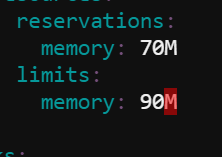 reservations:
memory: 70M
limits:
memory: 90M